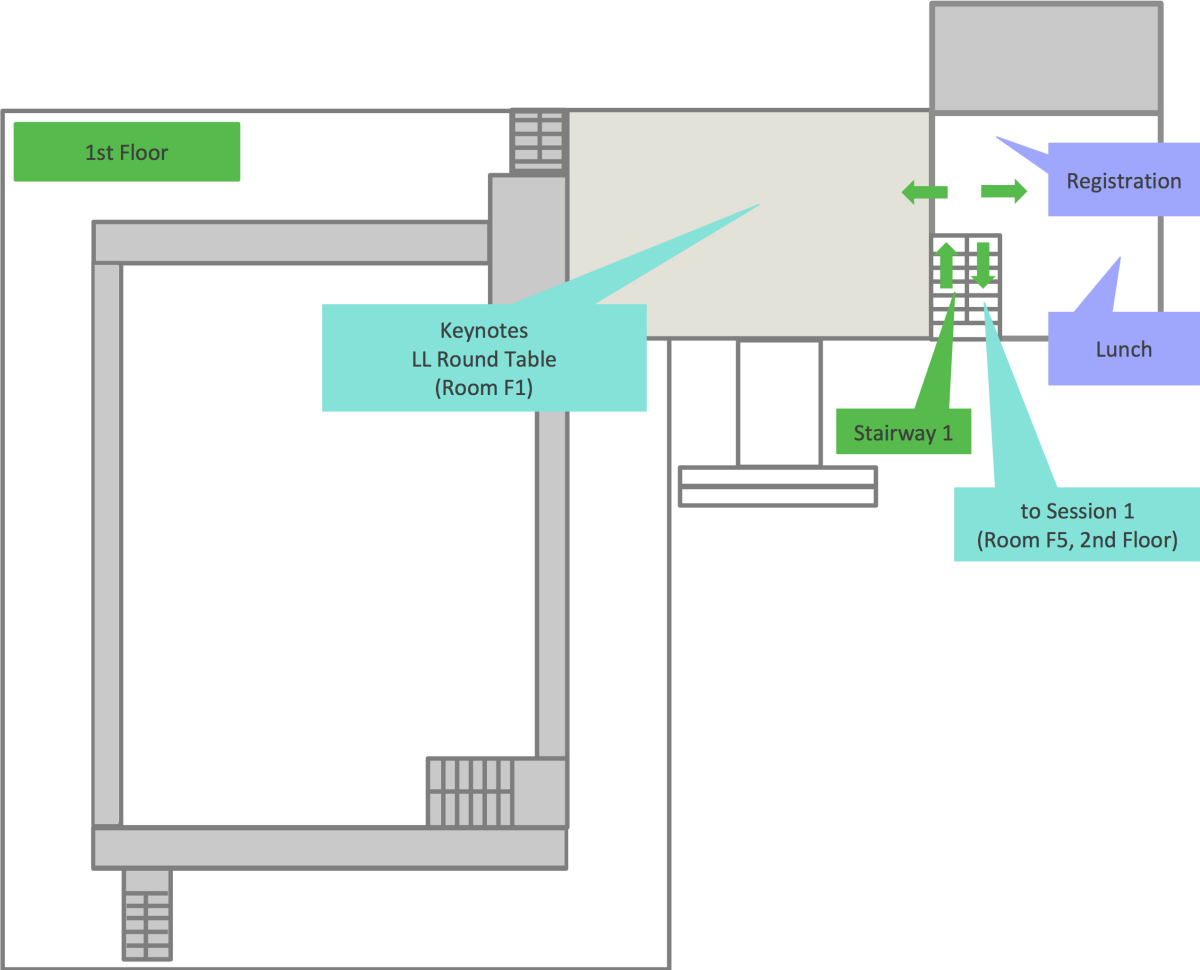 1st Floor
Registration
Keynotes
LL Round Table
(Room F1)
Lunch
Stairway 1
to Session 1
(Room F5, 2nd Floor)